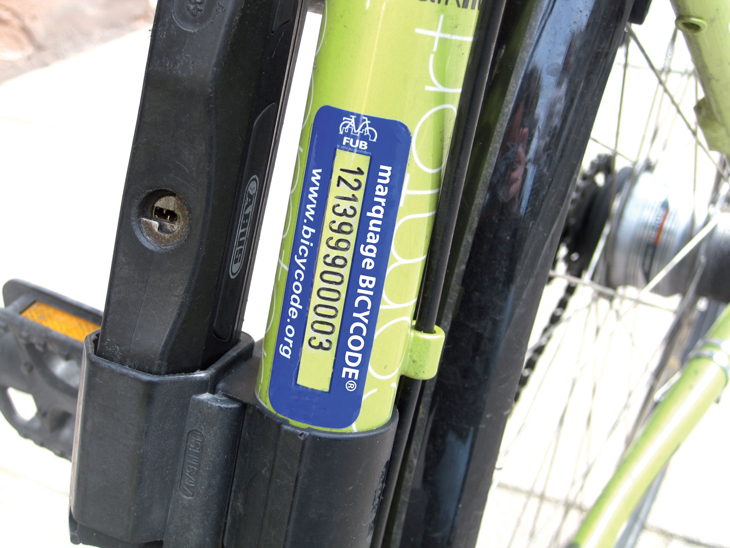 FUB
marquage BICYCODE®
121399900003
www.bicycode.org
ABUS